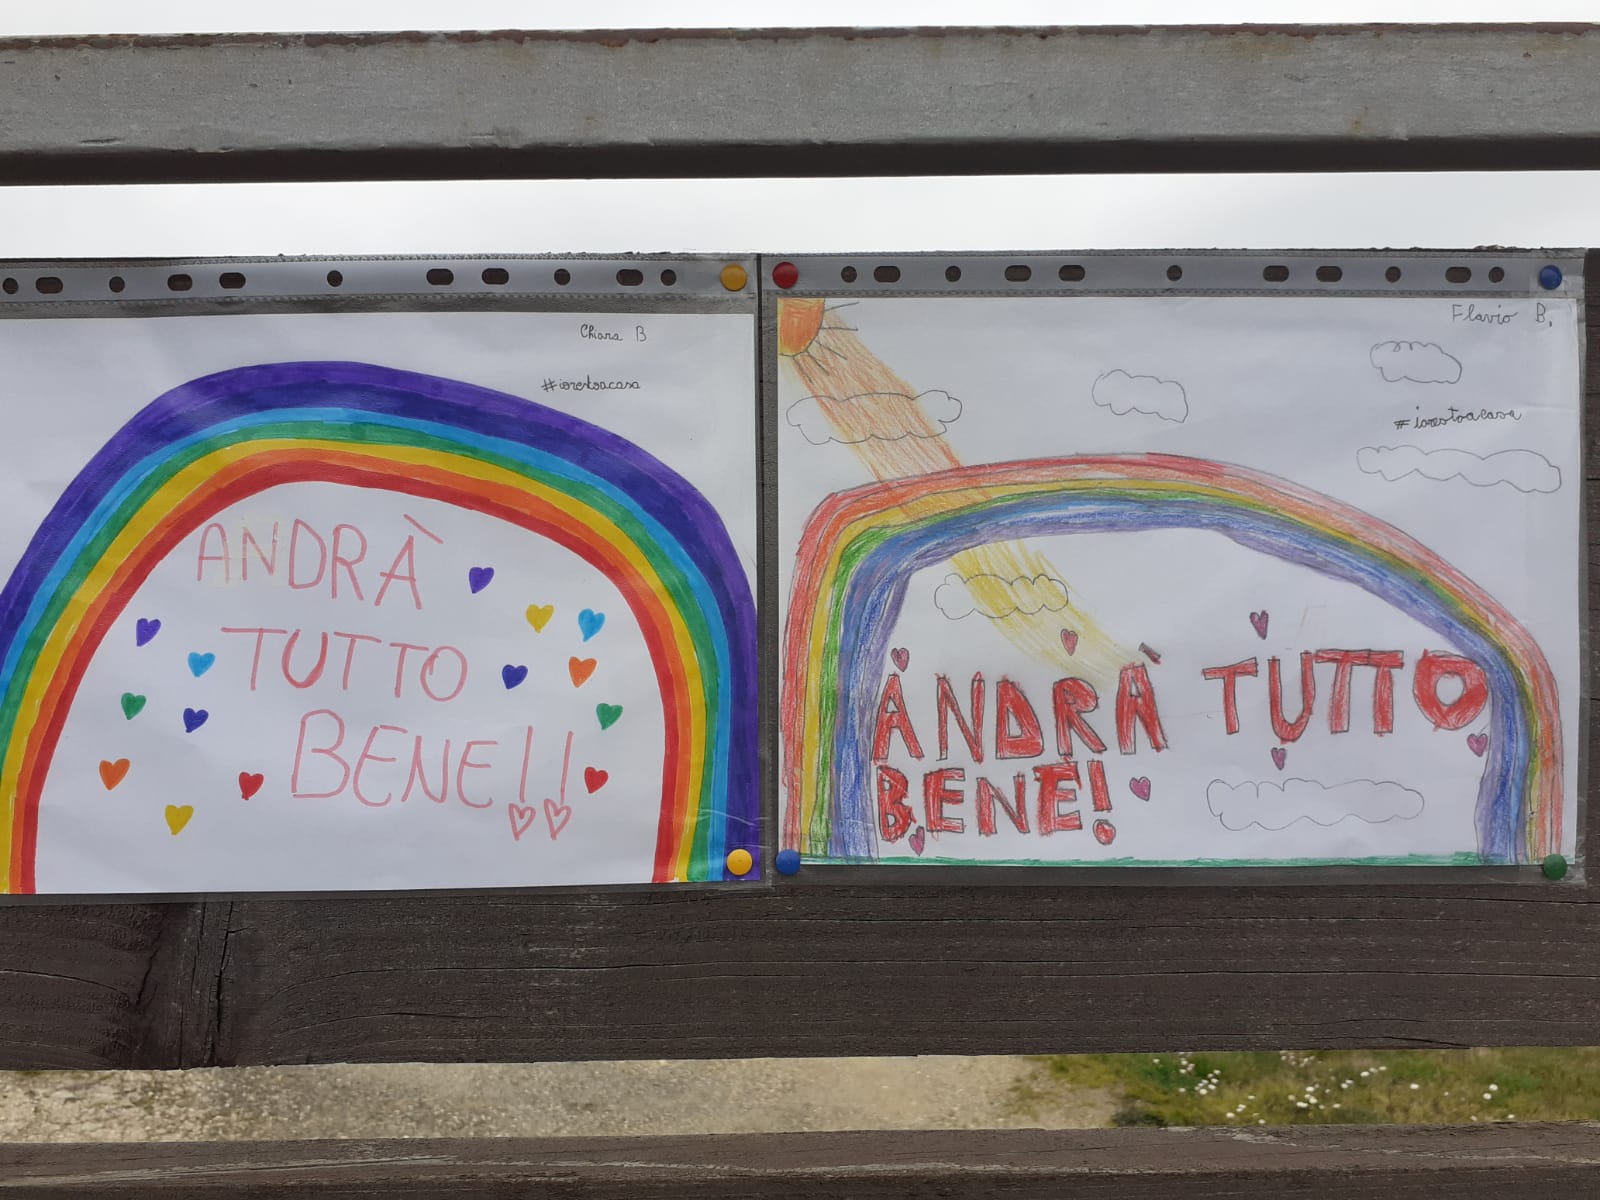 Chiara B
#iorestoacasa
ANDRÀ
TUTTO
BENE!!
Flavio B.
#iorestoacasa
ANDRÀ TUTTO
BENE!